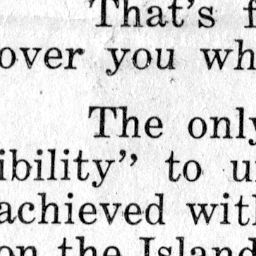 That's f
over you wh
The only
ibility" to u
achieved with
on the Island